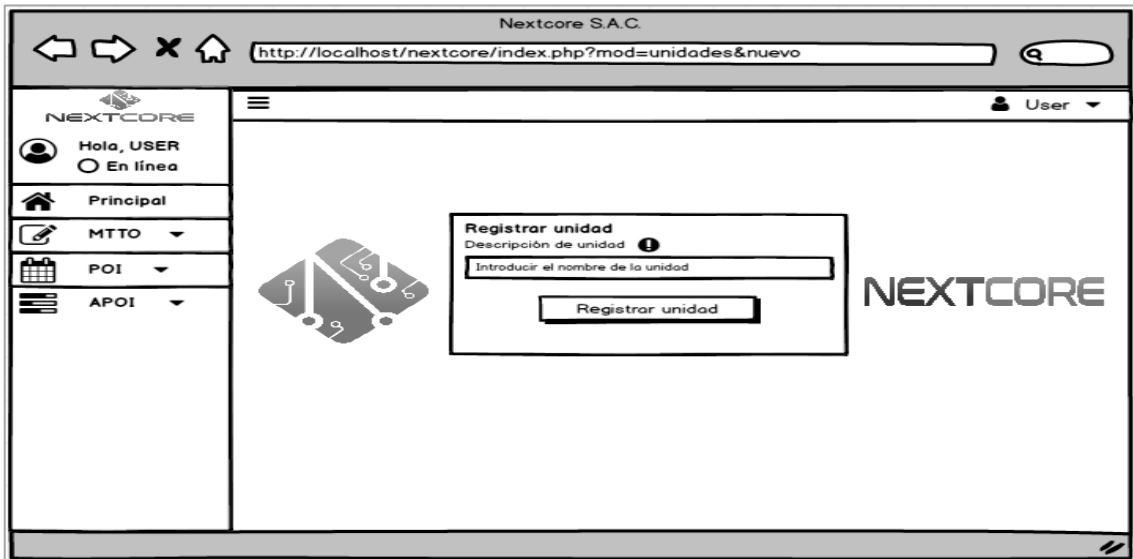 Nextcore S.A.C.
http://localhost/nextcore/index.php?mod=unidades&nuevo
NEXTCORE
User
Hola, USER
En línea
Principal
MTTO
POI
APOI
Registrar unidad
Descripción de unidad
Introducir el nombre de la unidad
Registrar unidad
NEXTCORE